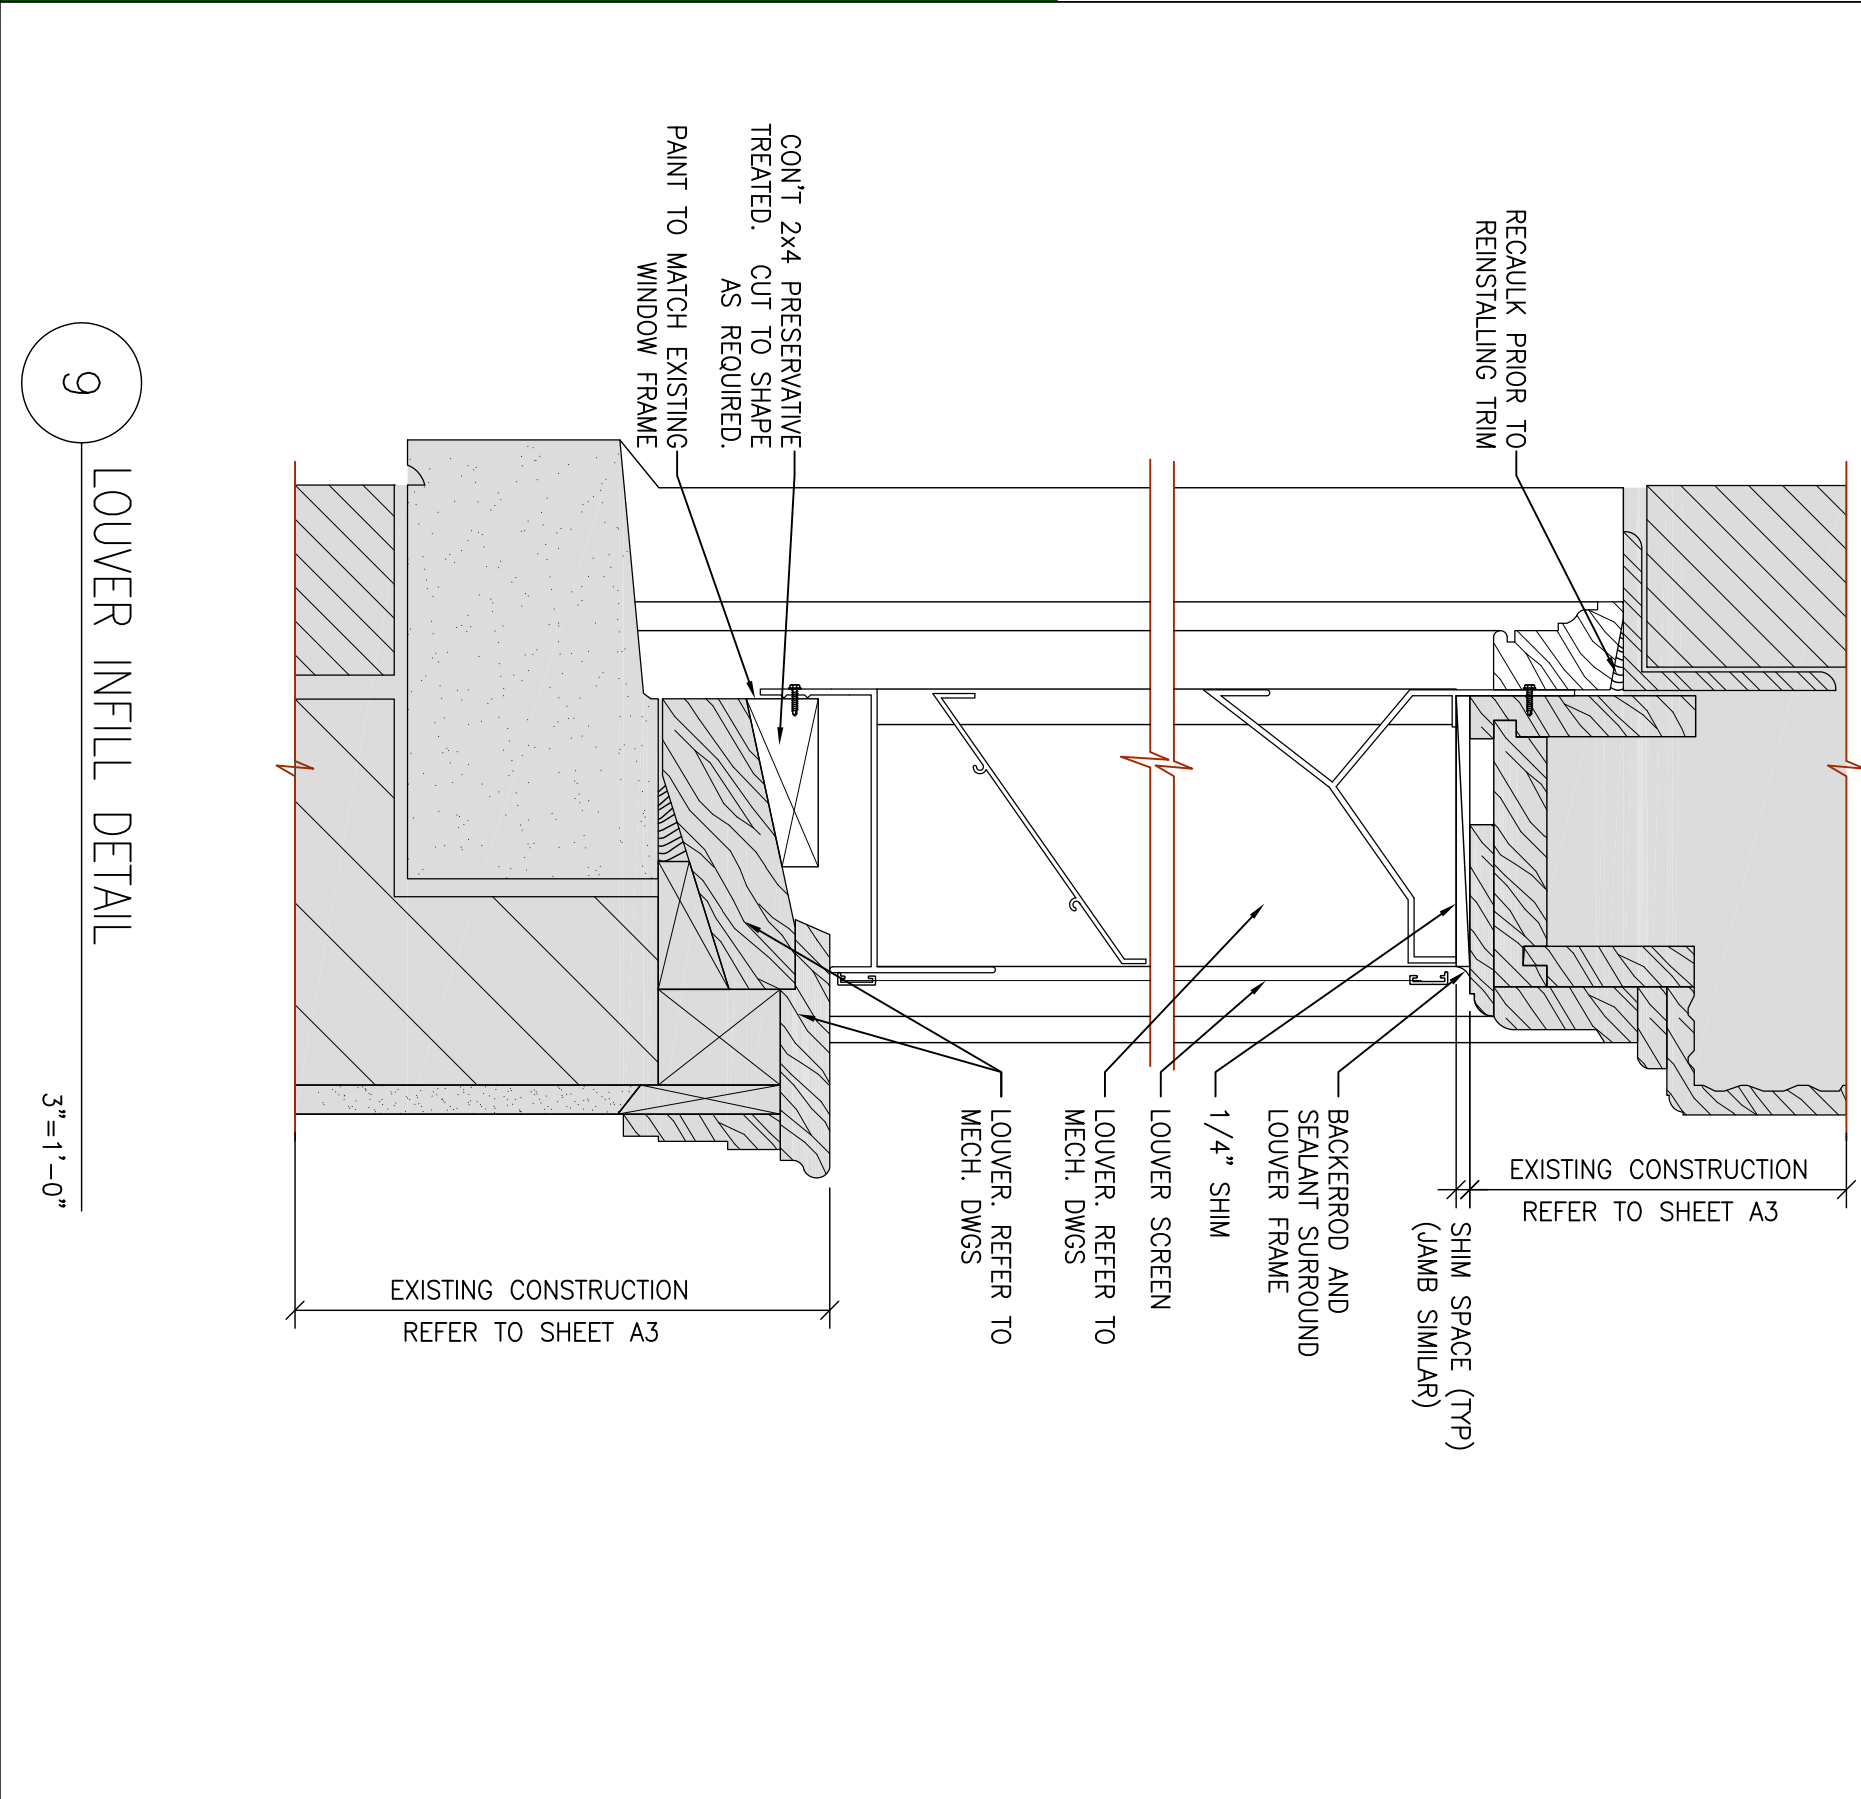 RECAULK PRIOR TO
REINSTALLING TRIM
CON'T 2x4 PRESERVATIVE
TREATED. CUT TO SHAPE
AS REQUIRED.
PAINT TO MATCH EXISTING
WINDOW FRAME
EXISTING CONSTRUCTION
REFER TO SHEET A3
SHIM SPACE (TYP)
(JAMB SIMILAR)
BACKERROD AND
SEALANT SURROUND
LOUVER FRAME
1/4" SHIM
LOUVER SCREEN
LOUVER. REFER TO
MECH. DWGS
LOUVER. REFER TO
MECH. DWGS
EXISTING CONSTRUCTION
REFER TO SHEET A3
9
LOUVER INFILL DETAIL
3"=1'-0"